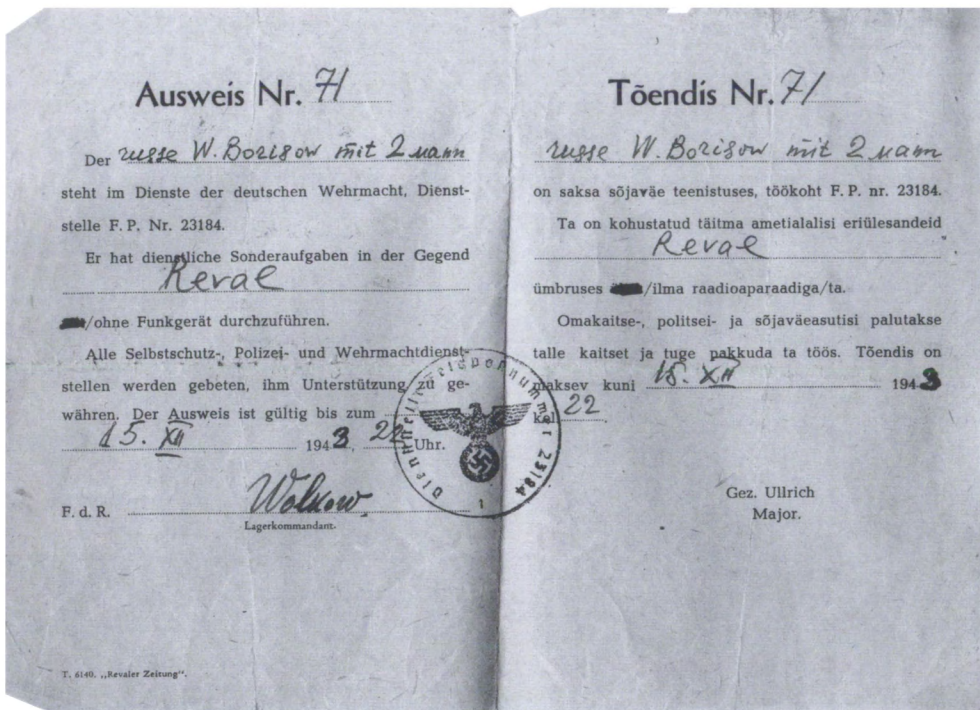 Ausweis Nr. 71
Der russe W. Borisow mit 2 mann
steht im Dienste der deutschen Wehrmacht, Dienst-
stelle F. P. Nr. 23184.
Er hat dienstliche Sonderaufgaben in der Gegend
Reval
/ohne Funkgerät durchzuführen.
Alle Selbstschutz-, Polizei- und Wehrmachtdienst-
stellen werden gebeten, ihm Unterstützung zu ge-
währen. Der Ausweis ist gültig bis zum
15. XII 1943, 22 Uhr.
F. d. R. Wolkow.
Lagerkommandant.
T. 6140. „Revaler Zeitung“.
Dienststelle Feldpostnummer 23184
1
Tõendis Nr. 71
russe W. Borisow mit 2 mann
on saksa sõjaväe teenistuses, töökoht F. P. nr. 23184.
Ta on kohustatud täitma ametialalisi eriülesandeid
Reval
ümbruses /ilma raadioaparaadiga/ta.
Omakaitse-, politsei- ja sõjaväeasutisi palutakse
talle kaitset ja tuge pakkuda ta töös. Tõendis on
maksev kuni 15. XII 1943
kel 22
Gez. Ullrich
Major.